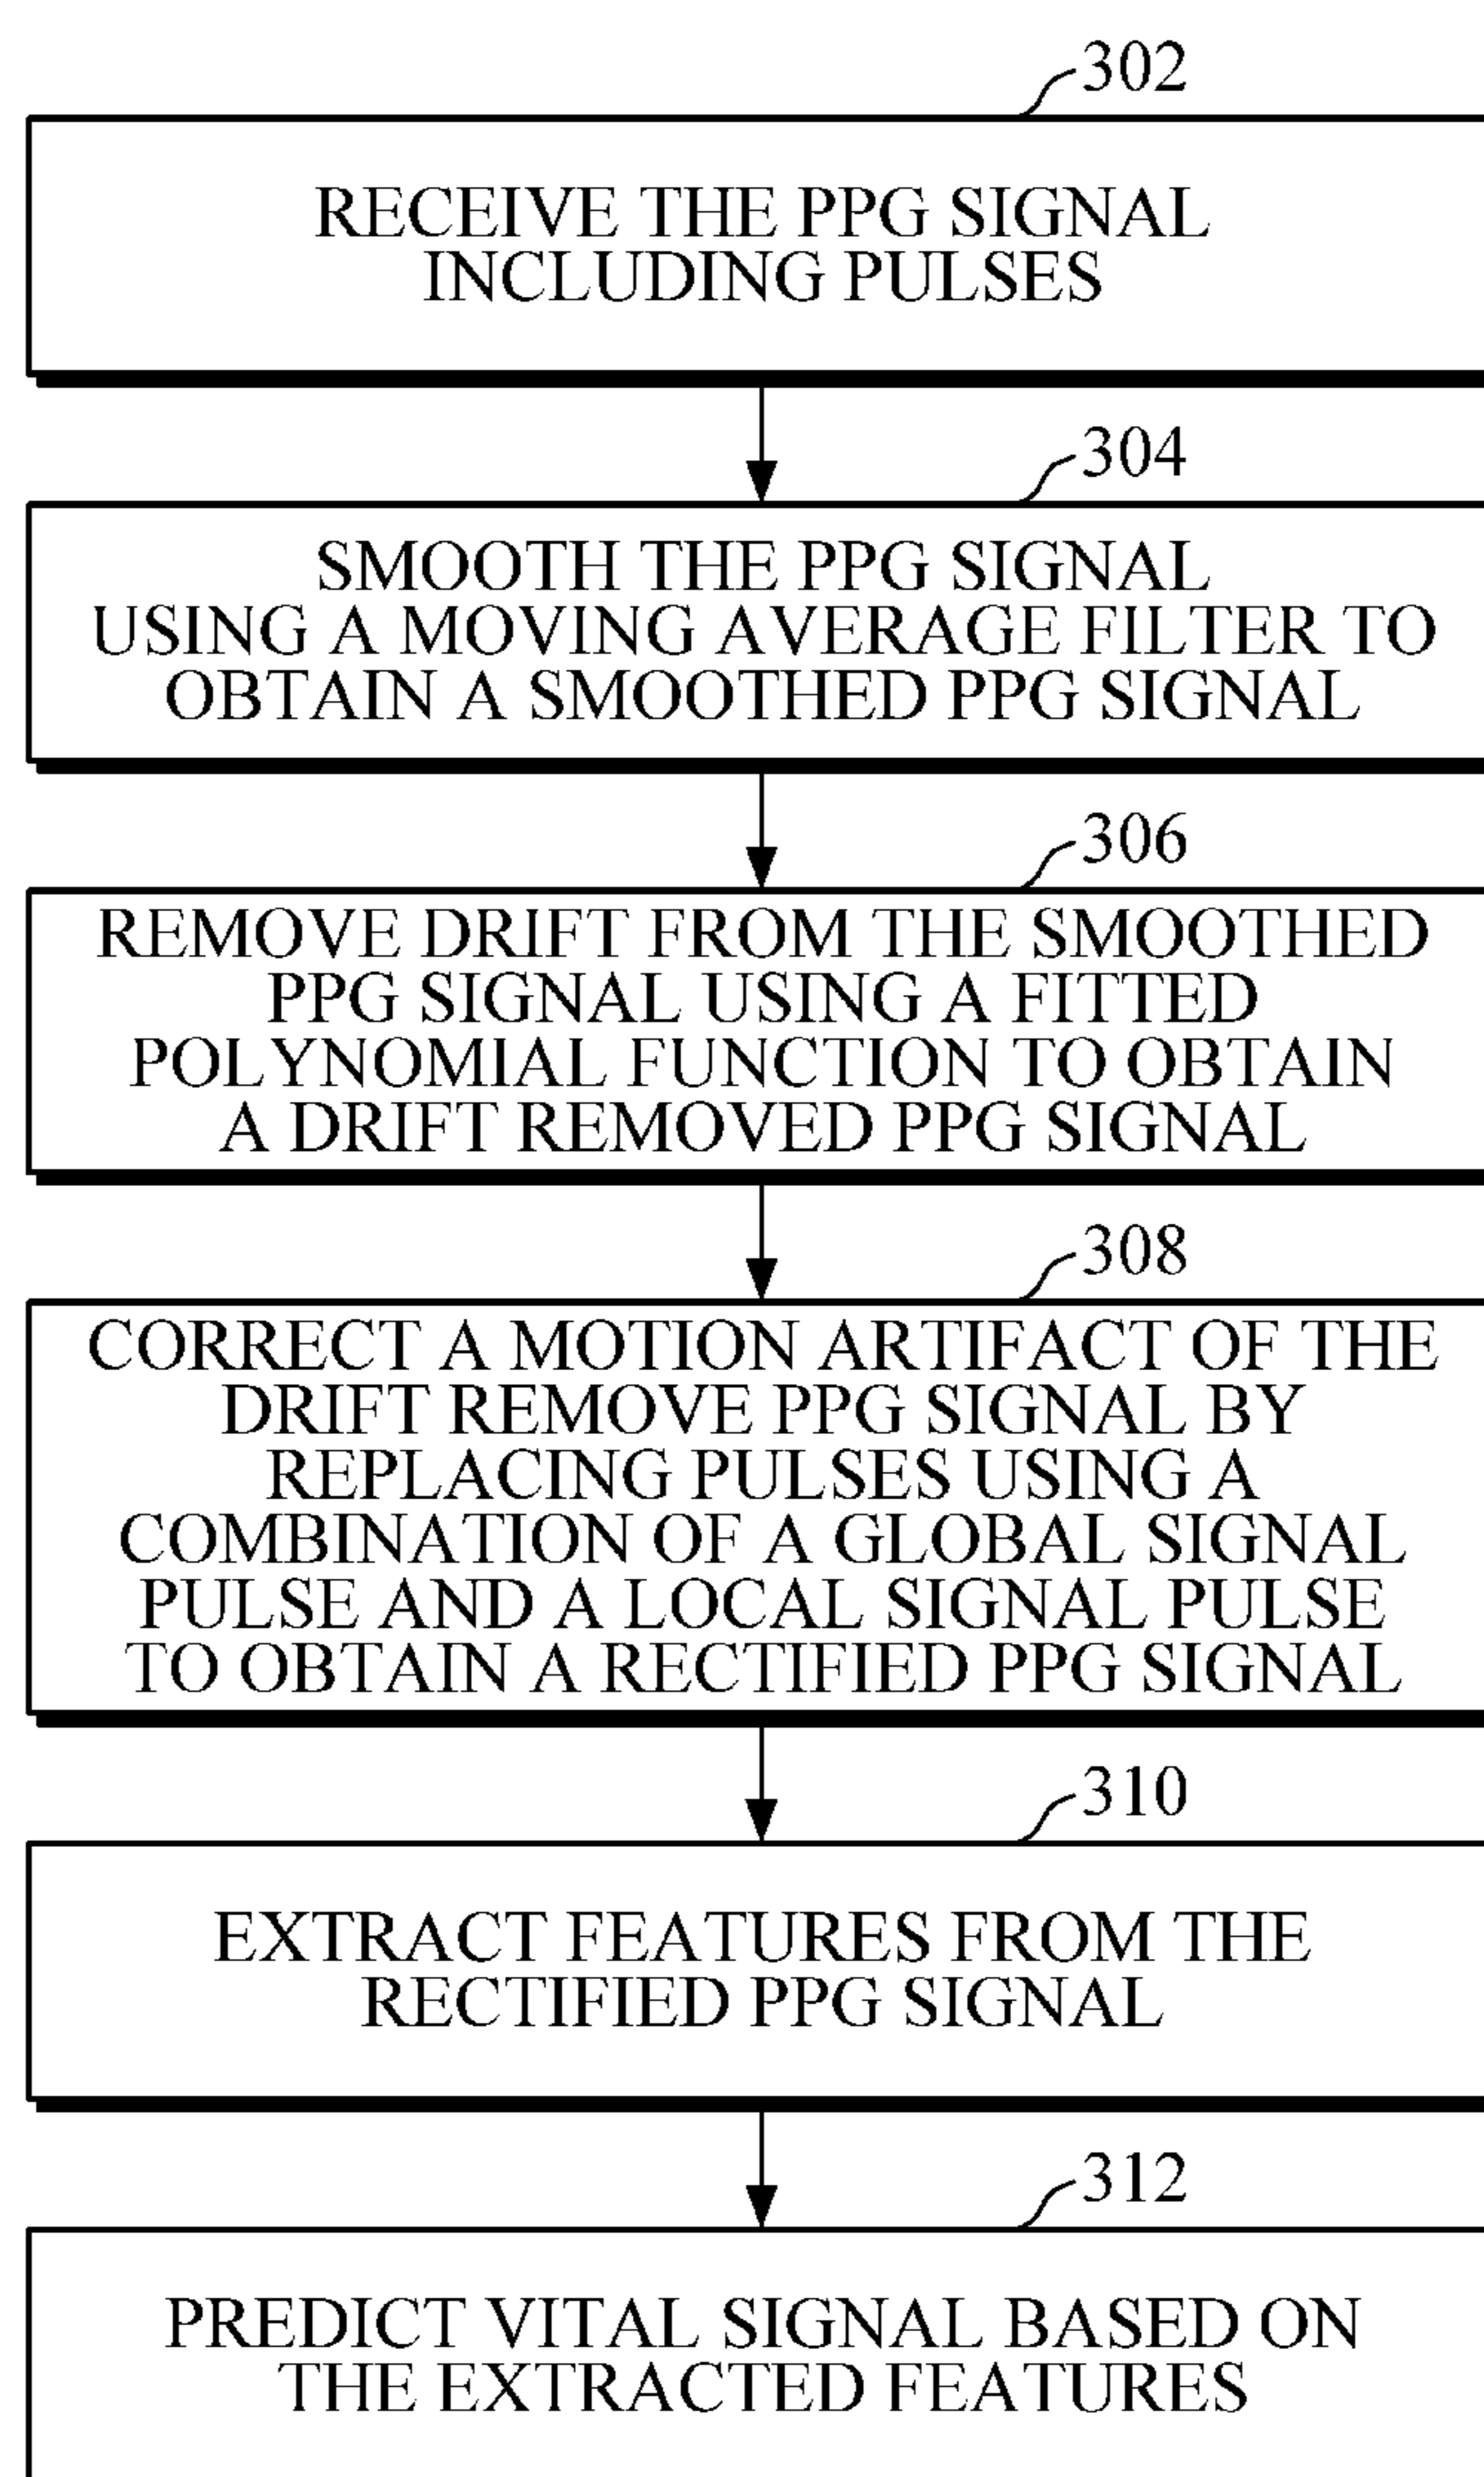 302
RECEIVE THE PPG SIGNAL
INCLUDING PULSES
304
SMOOTH THE PPG SIGNAL
USING A MOVING AVERAGE FILTER TO
OBTAIN A SMOOTHED PPG SIGNAL
306
REMOVE DRIFT FROM THE SMOOTHED
PPG SIGNAL USING A FITTED
POLYNOMIAL FUNCTION TO OBTAIN
A DRIFT REMOVED PPG SIGNAL
308
CORRECT A MOTION ARTIFACT OF THE
DRIFT REMOVE PPG SIGNAL BY
REPLACING PULSES USING A
COMBINATION OF A GLOBAL SIGNAL
PULSE AND A LOCAL SIGNAL PULSE
TO OBTAIN A RECTIFIED PPG SIGNAL
310
EXTRACT FEATURES FROM THE
RECTIFIED PPG SIGNAL
312
PREDICT VITAL SIGNAL BASED ON
THE EXTRACTED FEATURES